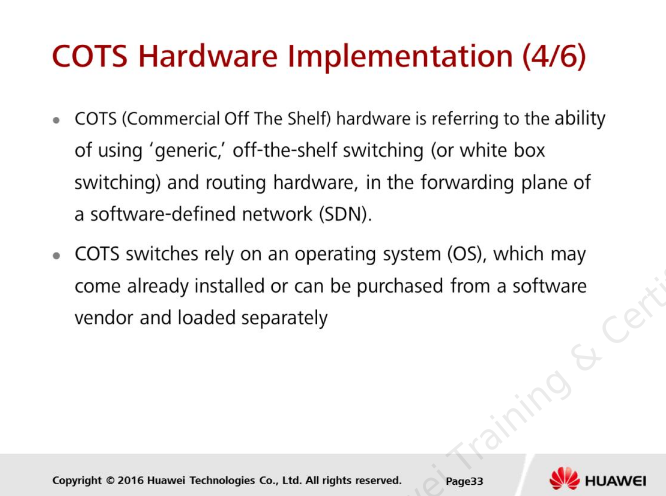 COTS Hardware Implementation (4/6)
• COTS (Commercial Off The Shelf) hardware is referring to the ability
of using ‘generic,’ off-the-shelf switching (or white box
switching) and routing hardware, in the forwarding plane of
a software-defined network (SDN).
• COTS switches rely on an operating system (OS), which may
come already installed or can be purchased from a software
vendor and loaded separately
Training &
Copyright © 2016 Huawei Technologies Co., Ltd. All rights reserved.
Page33
HUAWEI